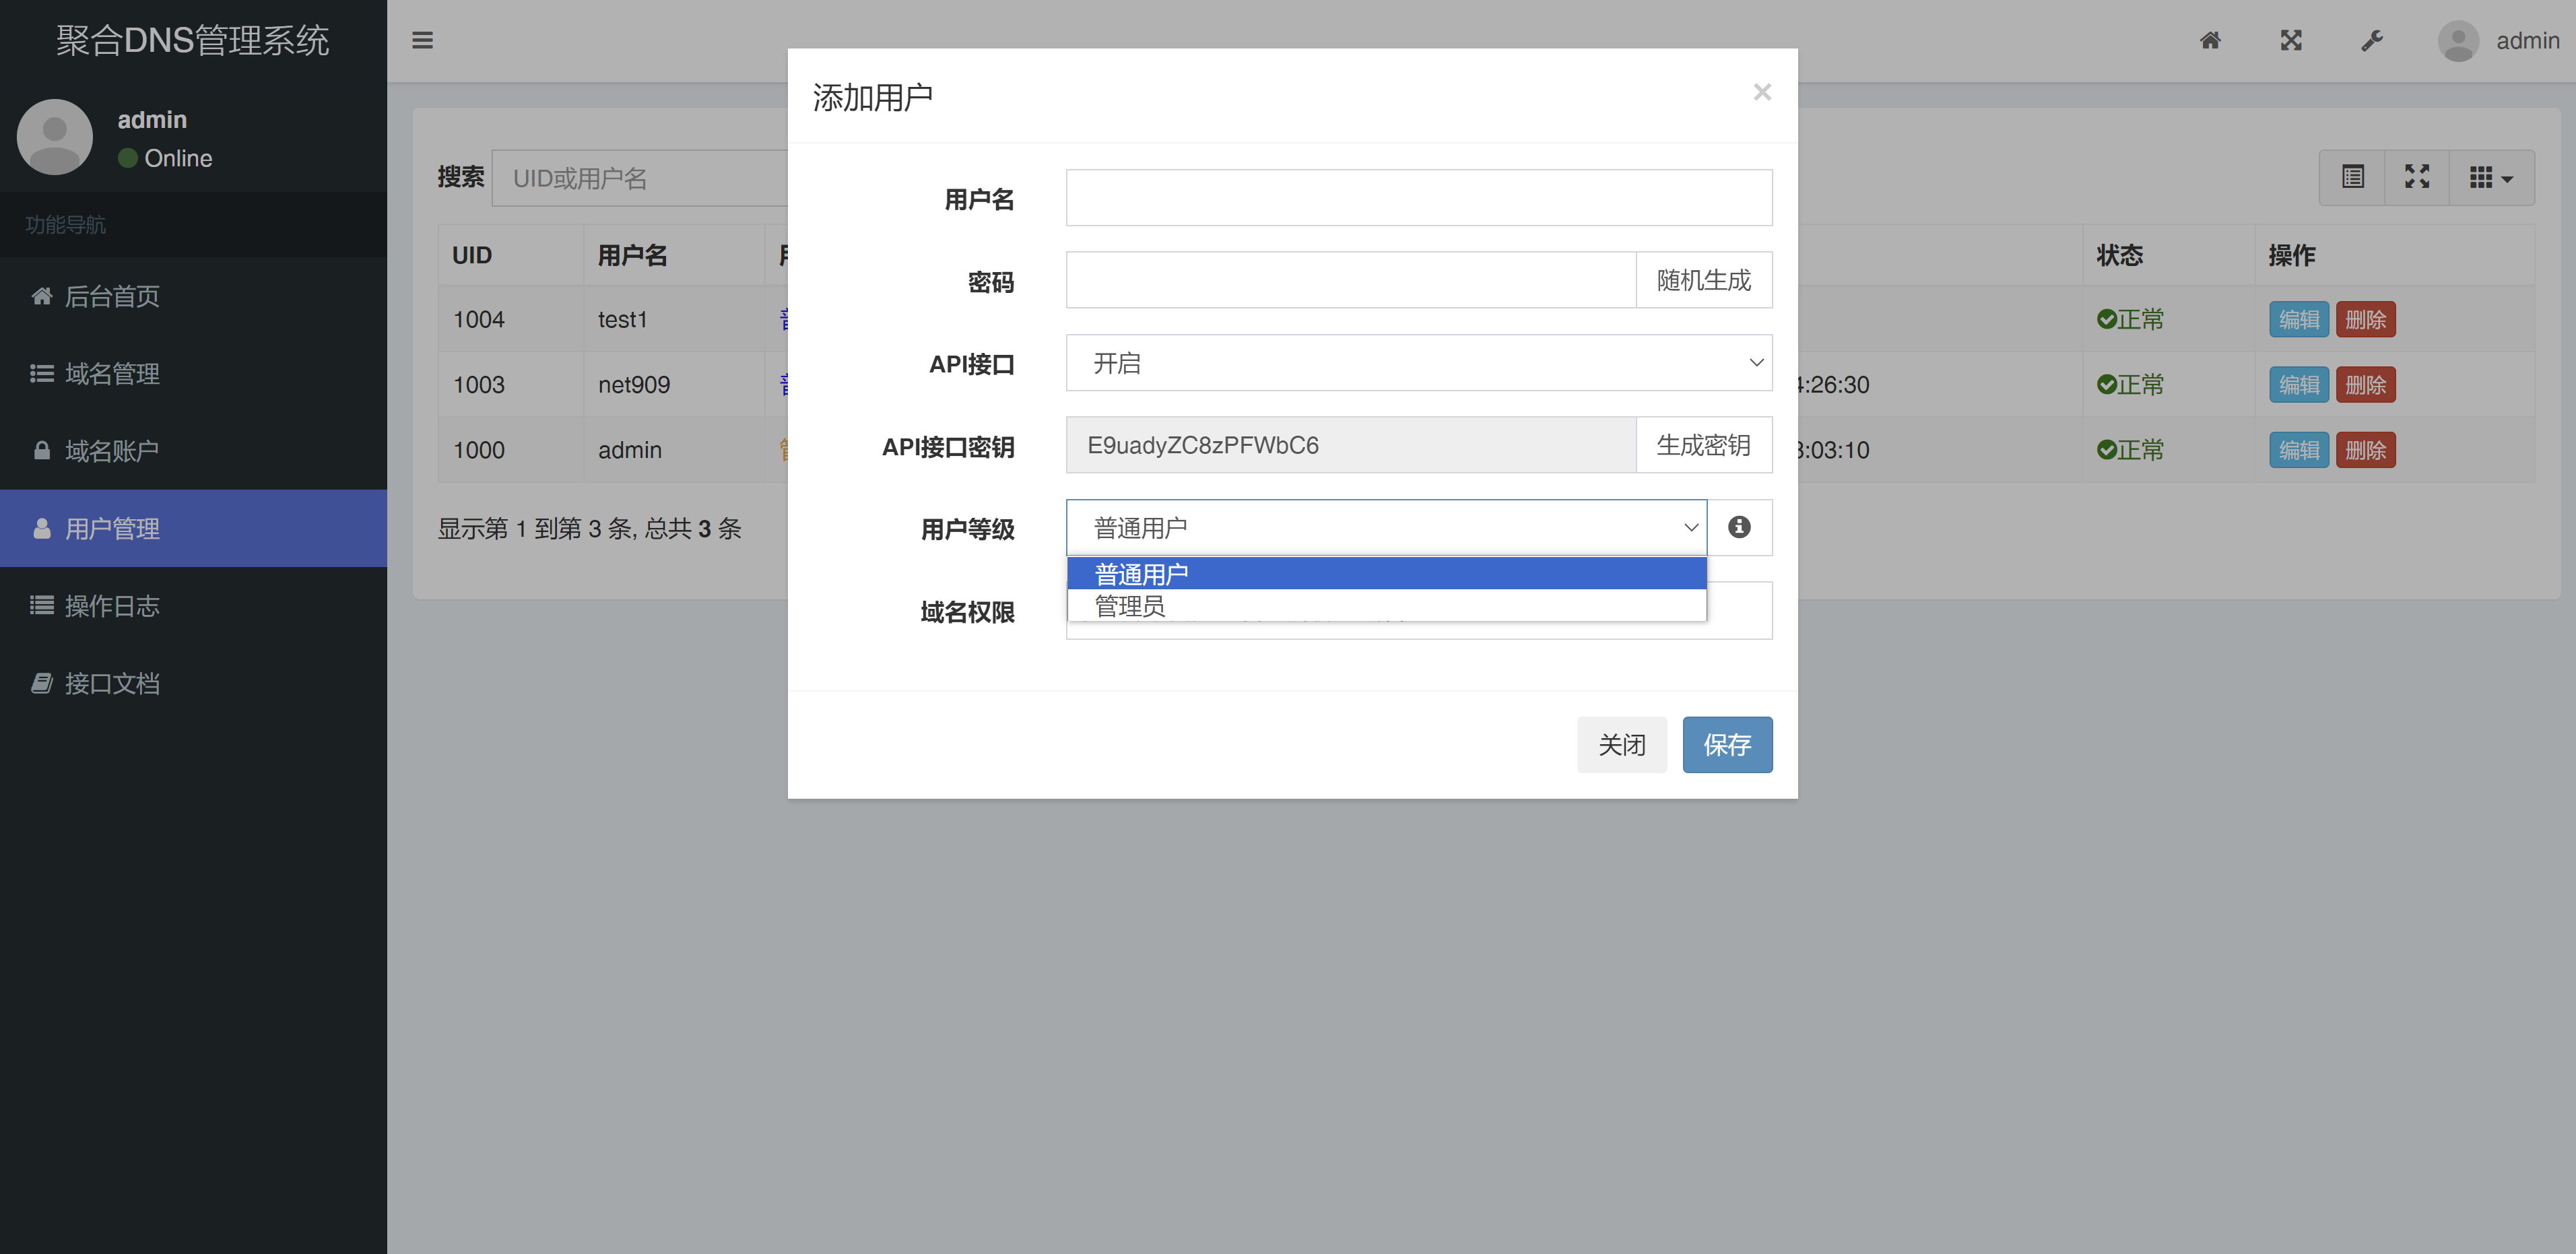 聚合DNS管理系统
admin
admin
Online
功能导航
后台首页
域名管理
域名账户
用户管理
操作日志
接口文档
搜索 UID或用户名
UID 用户名 状态 操作
1004 test1 正常 编辑 删除
1003 net909 4:26:30 正常 编辑 删除
1000 admin 3:03:10 正常 编辑 删除
显示第 1 到第 3 条, 总共 3 条
添加用户
×
用户名
密码 随机生成
API接口 开启
API接口密钥 E9uadyZC8zPFWbC6 生成密钥
用户等级 普通用户
普通用户
管理员
域名权限
关闭 保存